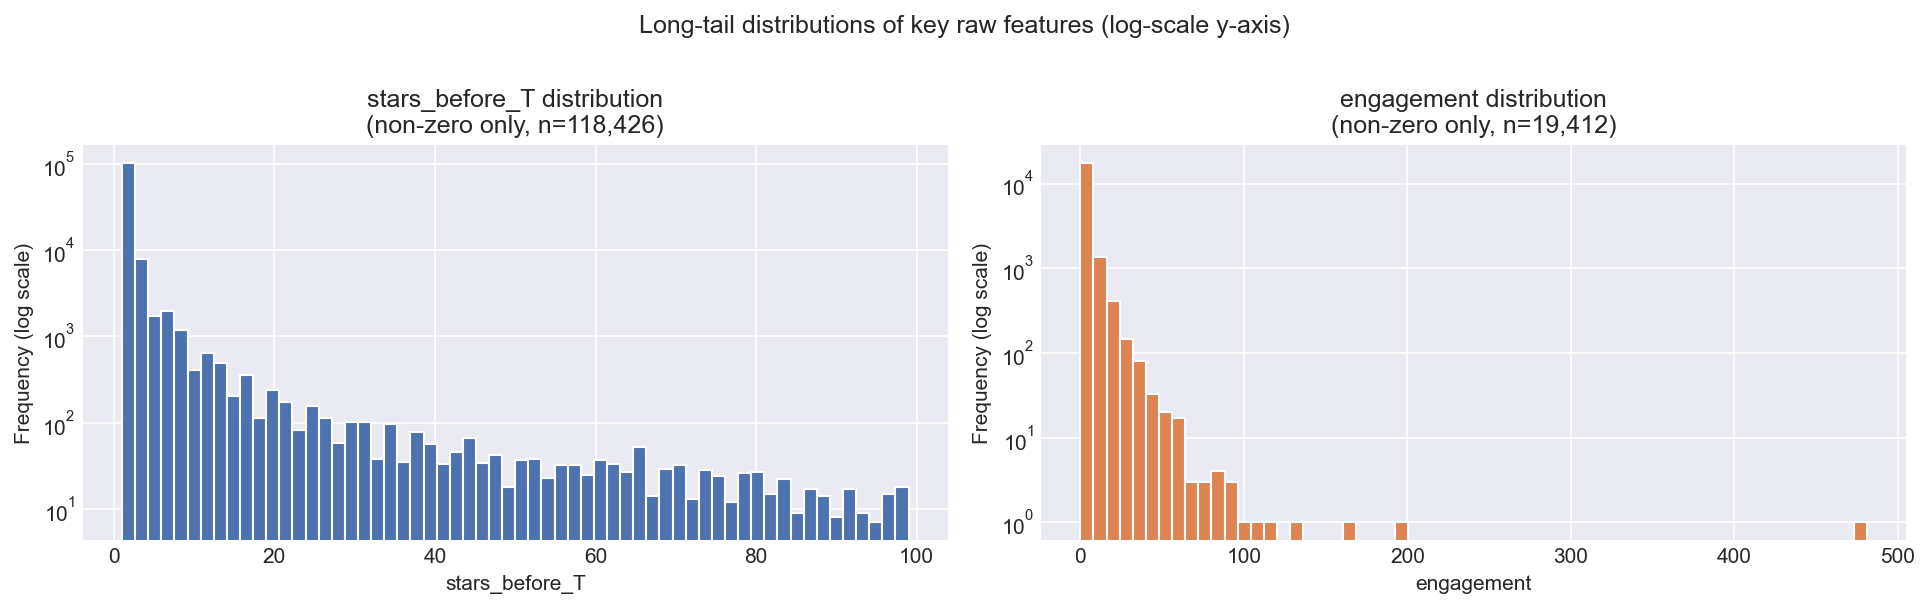 Long-tail distributions of key raw features (log-scale y-axis)
stars_before_T distribution
(non-zero only, n=118,426)
Frequency (log scale)
10^5
10^4
10^3
10^2
10^1
0 20 40 60 80 100
stars_before_T
engagement distribution
(non-zero only, n=19,412)
Frequency (log scale)
10^4
10^3
10^2
10^1
10^0
0 100 200 300 400 500
engagement